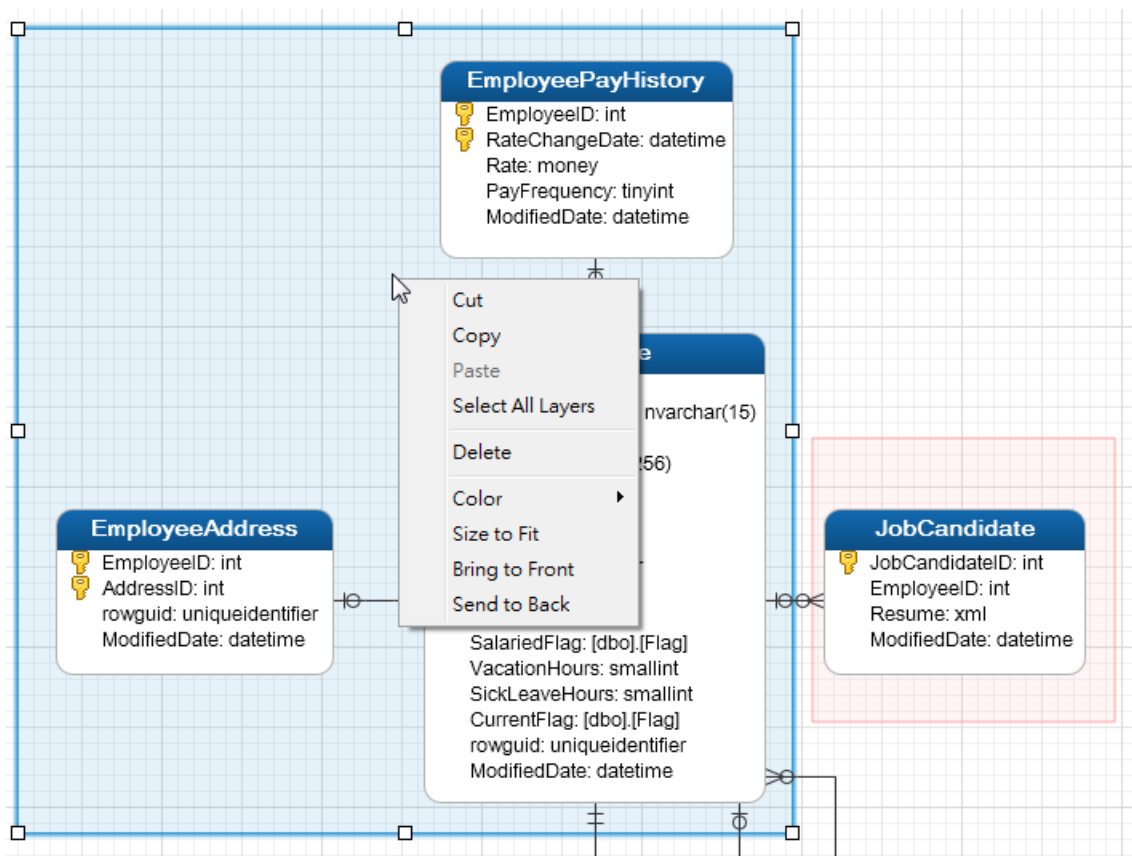 EmployeePayHistory
EmployeeID: int
RateChangeDate: datetime
Rate: money
PayFrequency: tinyint
ModifiedDate: datetime
Cut
Copy
Paste
Select All Layers
Delete
Color
Size to Fit
Bring to Front
Send to Back
e
nvarchar(15)
256)
SalariedFlag: [dbo].[Flag]
VacationHours: smallint
SickLeaveHours: smallint
CurrentFlag: [dbo].[Flag]
rowguid: uniqueidentifier
ModifiedDate: datetime
EmployeeAddress
EmployeeID: int
AddressID: int
rowguid: uniqueidentifier
ModifiedDate: datetime
JobCandidate
JobCandidateID: int
EmployeeID: int
Resume: xml
ModifiedDate: datetime